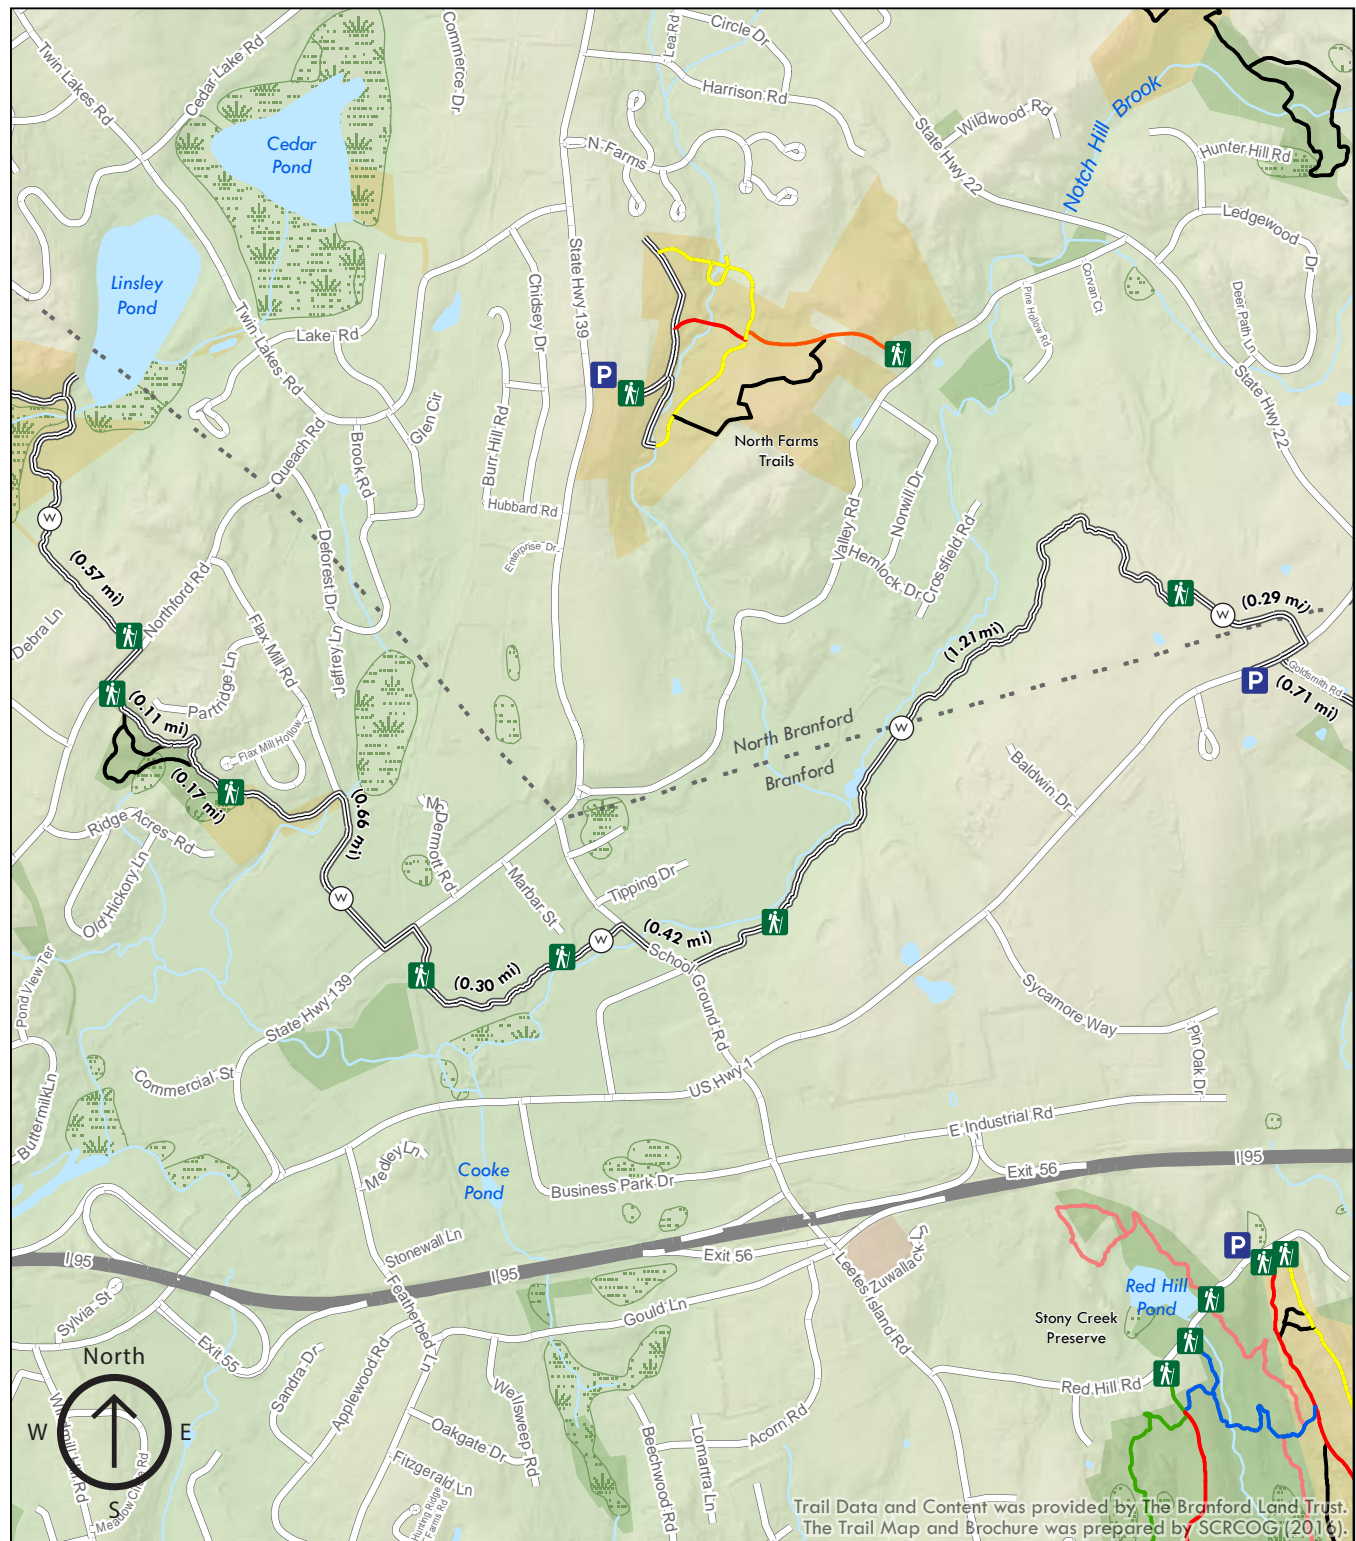 Commerce Dr
Lea Rd
Circle Dr
Twin Lakes Rd
Cedar Lake Rd
Harrison Rd
State Hwy 22
Wildwood Rd
Notch Hill Brook
Hunter Hill Rd
N Farms
Cedar
Pond
Ledgewood Dr
Linsley
Pond
State Hwy 139
Chidsey Dr
Corvan Ct
Pine Hollow Rd
Deer Path Ln
Lake Rd
Twin Lakes Rd
P
State Hwy 22
Glen Cir
Queach Rd
Brook Rd
Burr Hill Rd
North Farms
Trails
Hubbard Rd
Valley Rd
Norwill Dr
W
Enterprise Dr
Hemlock Dr
Crossfield Rd
Deforest Dr
(0.57 mi)
Northford Rd
(0.29 mi)
W
Debra Ln
Flax Mill Rd
Jeffrey Ln
(1.21 mi)
Partridge Ln
Goldsmith Rd
P
(0.71 mi)
(0.11 mi)
Flax Mill Hollow
North Branford
W
Branford
Baldwin Dr
(0.17 mi)
(0.66 mi)
McDermott Rd
Ridge Acres Rd
Old Hickory Ln
Marbar St
Tipping Dr
W
W
(0.42 mi)
School Ground Rd
(0.30 mi)
Pond View Ter
State Hwy 139
Sycamore Way
Pin Oak Dr
Commercial St
US Hwy 1
Buttermilk Ln
E Industrial Rd
Medley Ln
Cooke
Pond
Business Park Dr
Exit 56
I 95
Stonewall Ln
Exit 56
I 95
I 95
Leetes Island Rd
Zuwallack Ln
P
Red Hill
Pond
Featherbed Ln
Gould Ln
Stony Creek
Preserve
Sylvia St
Exit 55
Sandra Dr
Applewood Rd
Red Hill Rd
North
W
E
S
Wellsweep Rd
Oakgate Dr
Beechwood Rd
Lomartra Ln
Acorn Rd
Fitzgerald Ln
Hunting Ridge
Farms Rd
Trail Data and Content was provided by The Branford Land Trust.
The Trail Map and Brochure was prepared by SCRCOG (2016).